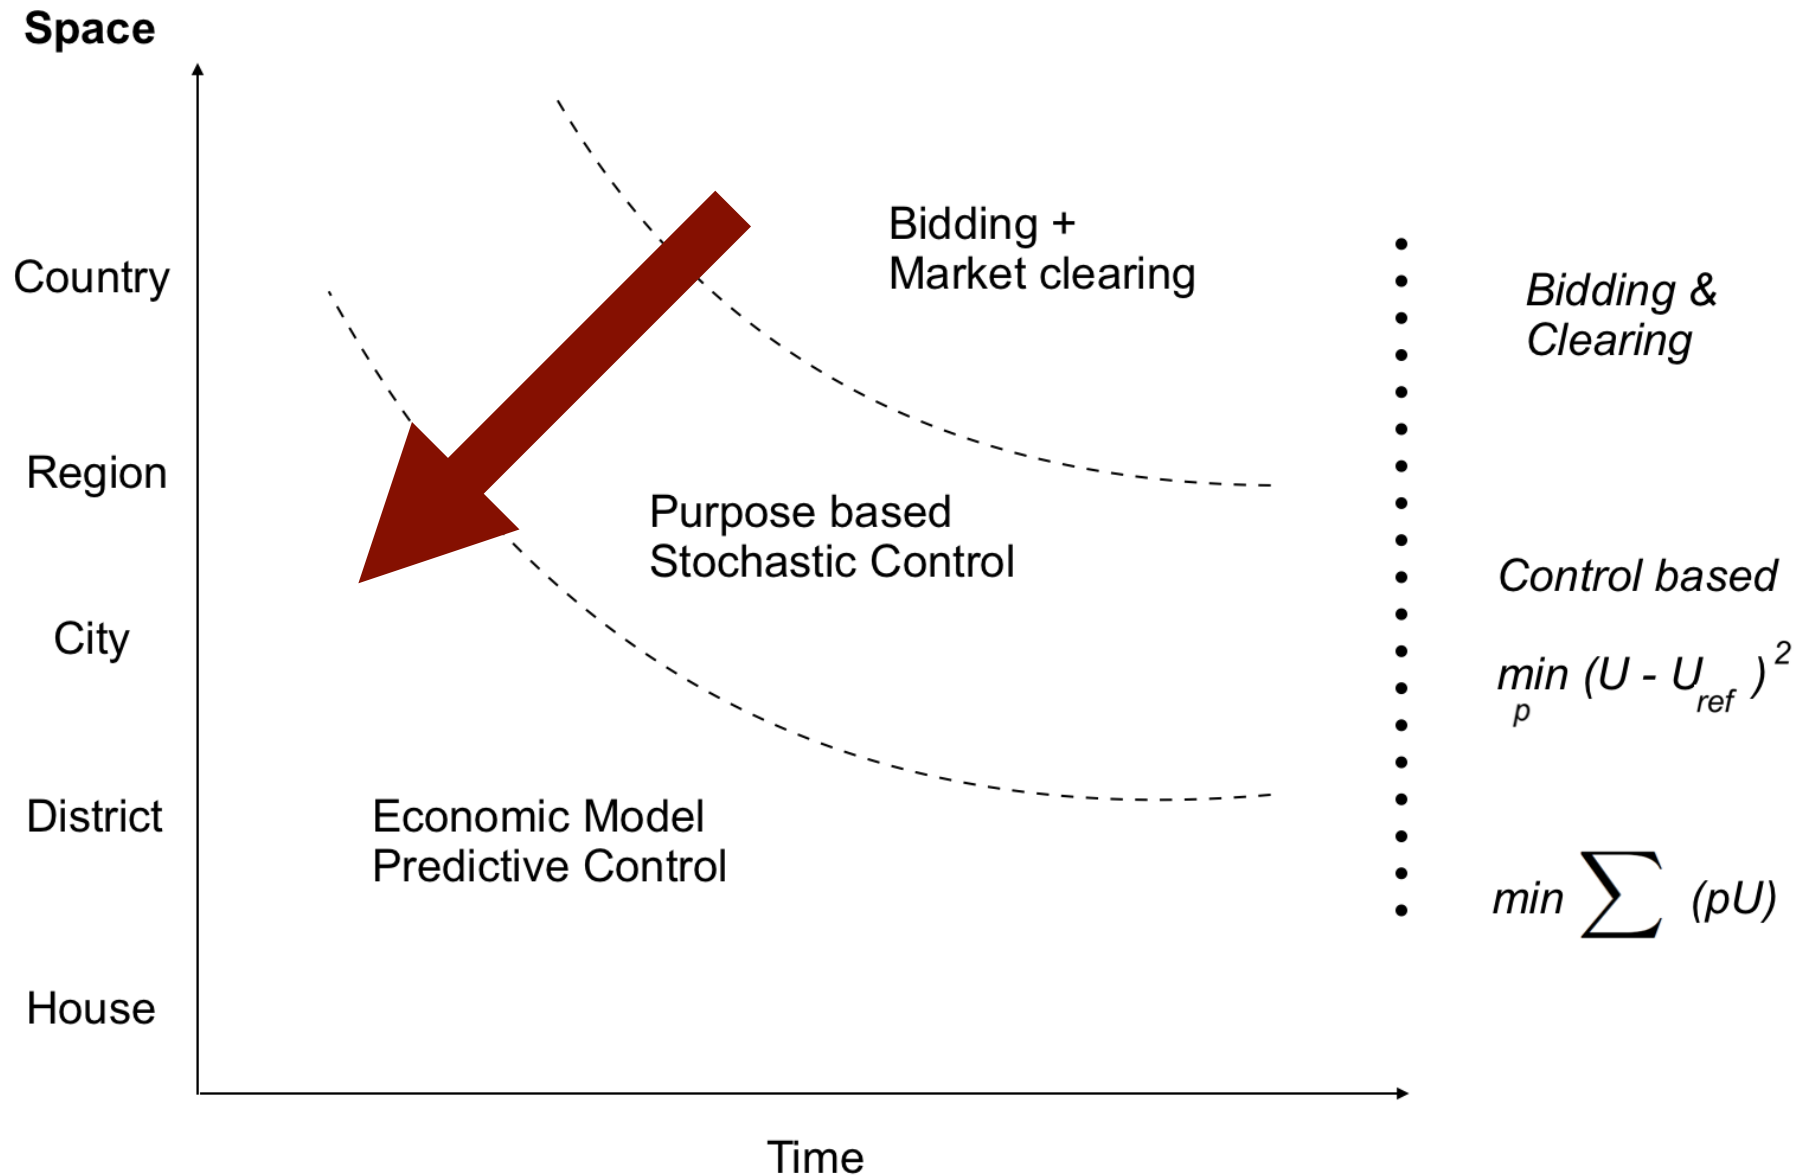 Space
Country
Region
City
District
House
Bidding +
Market clearing
Purpose based
Stochastic Control
Economic Model
Predictive Control
Time
Bidding &
Clearing
Control based
min (U - U_ref )^2
p
min ∑ (pU)